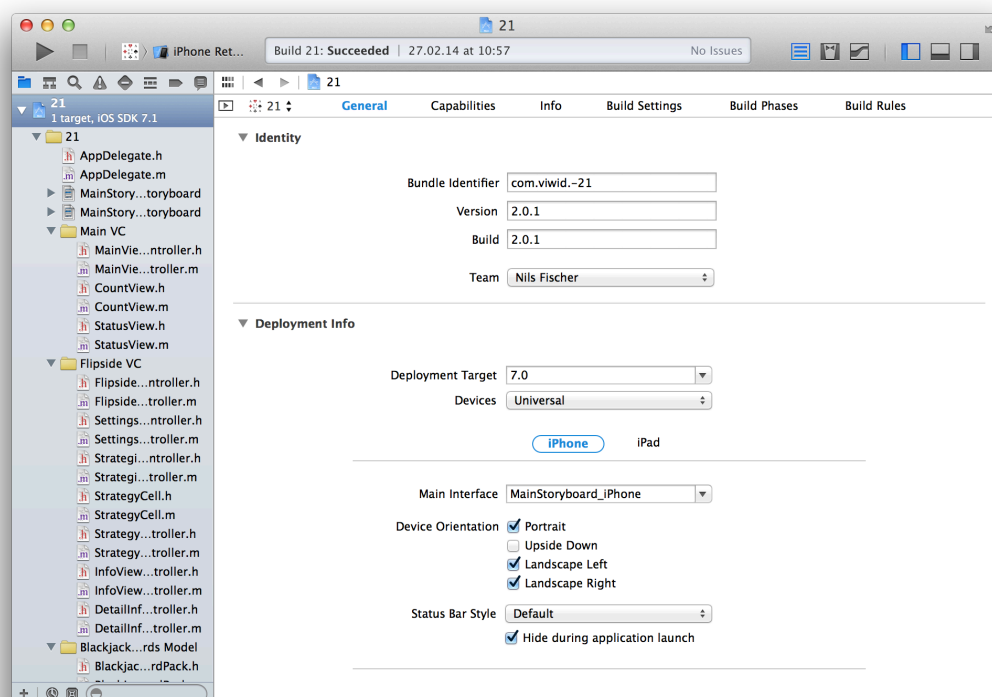 21
iPhone Ret...
Build 21: Succeeded | 27.02.14 at 10:57
No Issues
21
21
1 target, iOS SDK 7.1
21
AppDelegate.h
AppDelegate.m
MainStory...toryboard
MainStory...toryboard
Main VC
MainVie...ntroller.h
MainVie...troller.m
CountView.h
CountView.m
StatusView.h
StatusView.m
Flipside VC
Flipside...ntroller.h
Flipside...troller.m
Settings...ntroller.h
Settings...troller.m
Strategi...ntroller.h
Strategi...troller.m
StrategyCell.h
StrategyCell.m
Strategy...troller.h
Strategy...troller.m
InfoView...troller.h
InfoView...troller.m
DetailInf...troller.h
DetailInf...troller.m
Blackjack...rds Model
Blackjac...rdPack.h
21
General
Capabilities
Info
Build Settings
Build Phases
Build Rules
Identity
Bundle Identifier com.viwid.-21
Version 2.0.1
Build 2.0.1
Team Nils Fischer
Deployment Info
Deployment Target 7.0
Devices Universal
iPhone
iPad
Main Interface MainStoryboard_iPhone
Device Orientation Portrait
Upside Down
Landscape Left
Landscape Right
Status Bar Style Default
Hide during application launch